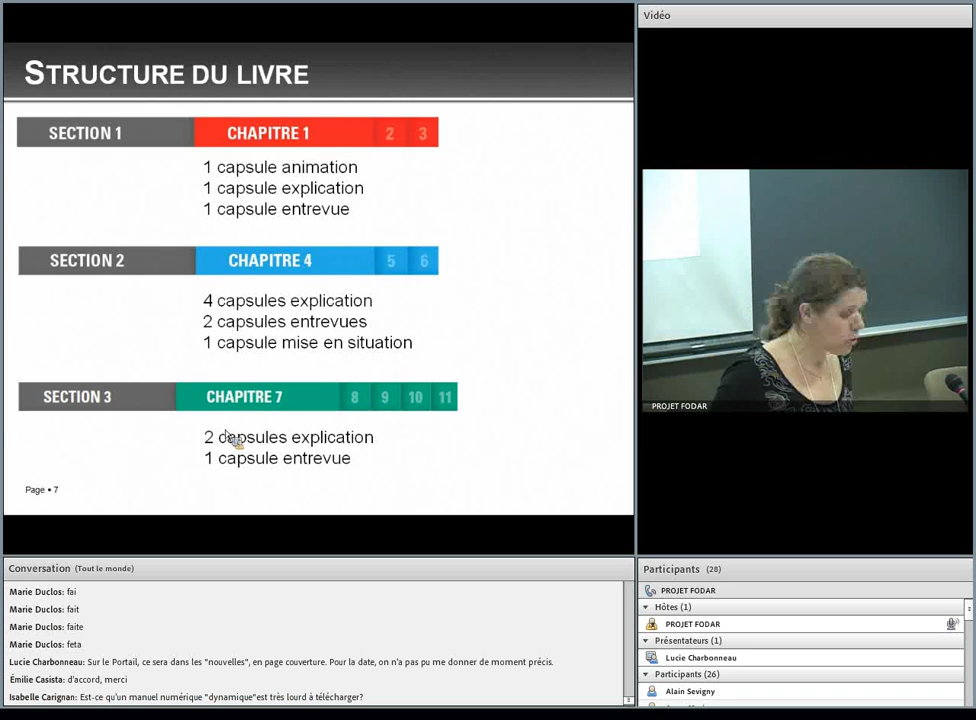 STRUCTURE DU LIVRE
SECTION 1 CHAPITRE 1 2 3
1 capsule animation
1 capsule explication
1 capsule entrevue
SECTION 2 CHAPITRE 4 5 6
4 capsules explication
2 capsules entrevues
1 capsule mise en situation
SECTION 3 CHAPITRE 7 8 9 10 11
2 capsules explication
1 capsule entrevue
Page • 7
Vidéo
PROJET FODAR
Conversation (Tout le monde)
Marie Duclos: fai
Marie Duclos: fait
Marie Duclos: faite
Marie Duclos: feta
Lucie Charbonneau: Sur le Portail, ce sera dans les "nouvelles", en page couverture. Pour la date, on n'a pas pu me donner de moment précis.
Émilie Casista: d'accord, merci
Isabelle Carignan: Est-ce qu'un manuel numérique "dynamique"est très lourd à télécharger?
Participants (28)
PROJET FODAR
Hôtes (1)
PROJET FODAR
Présentateurs (1)
Lucie Charbonneau
Participants (26)
Alain Sevigny